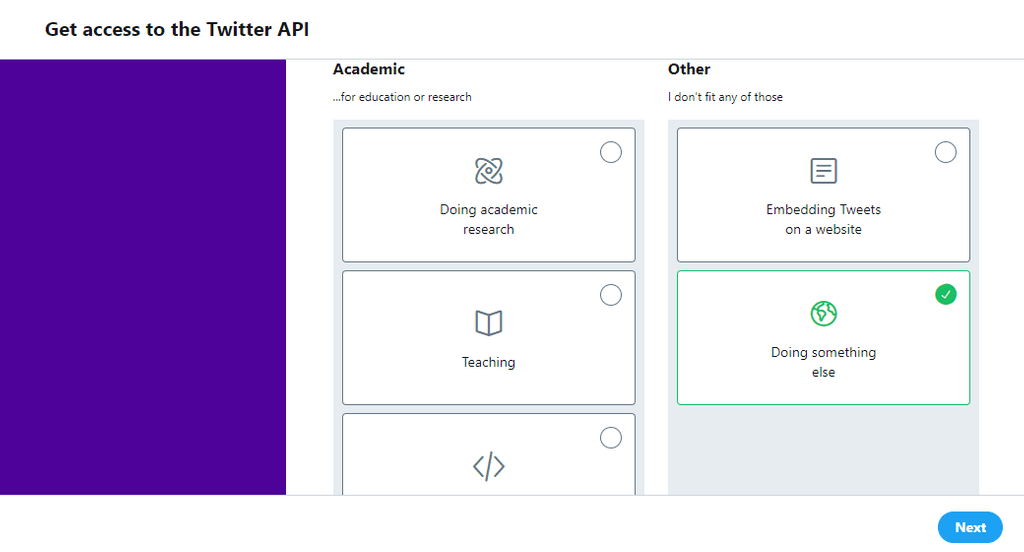 Get access to the Twitter API
Academic
...for education or research
Doing academic
research
Teaching
Other
I don't fit any of those
Embedding Tweets
on a website
Doing something
else
Next